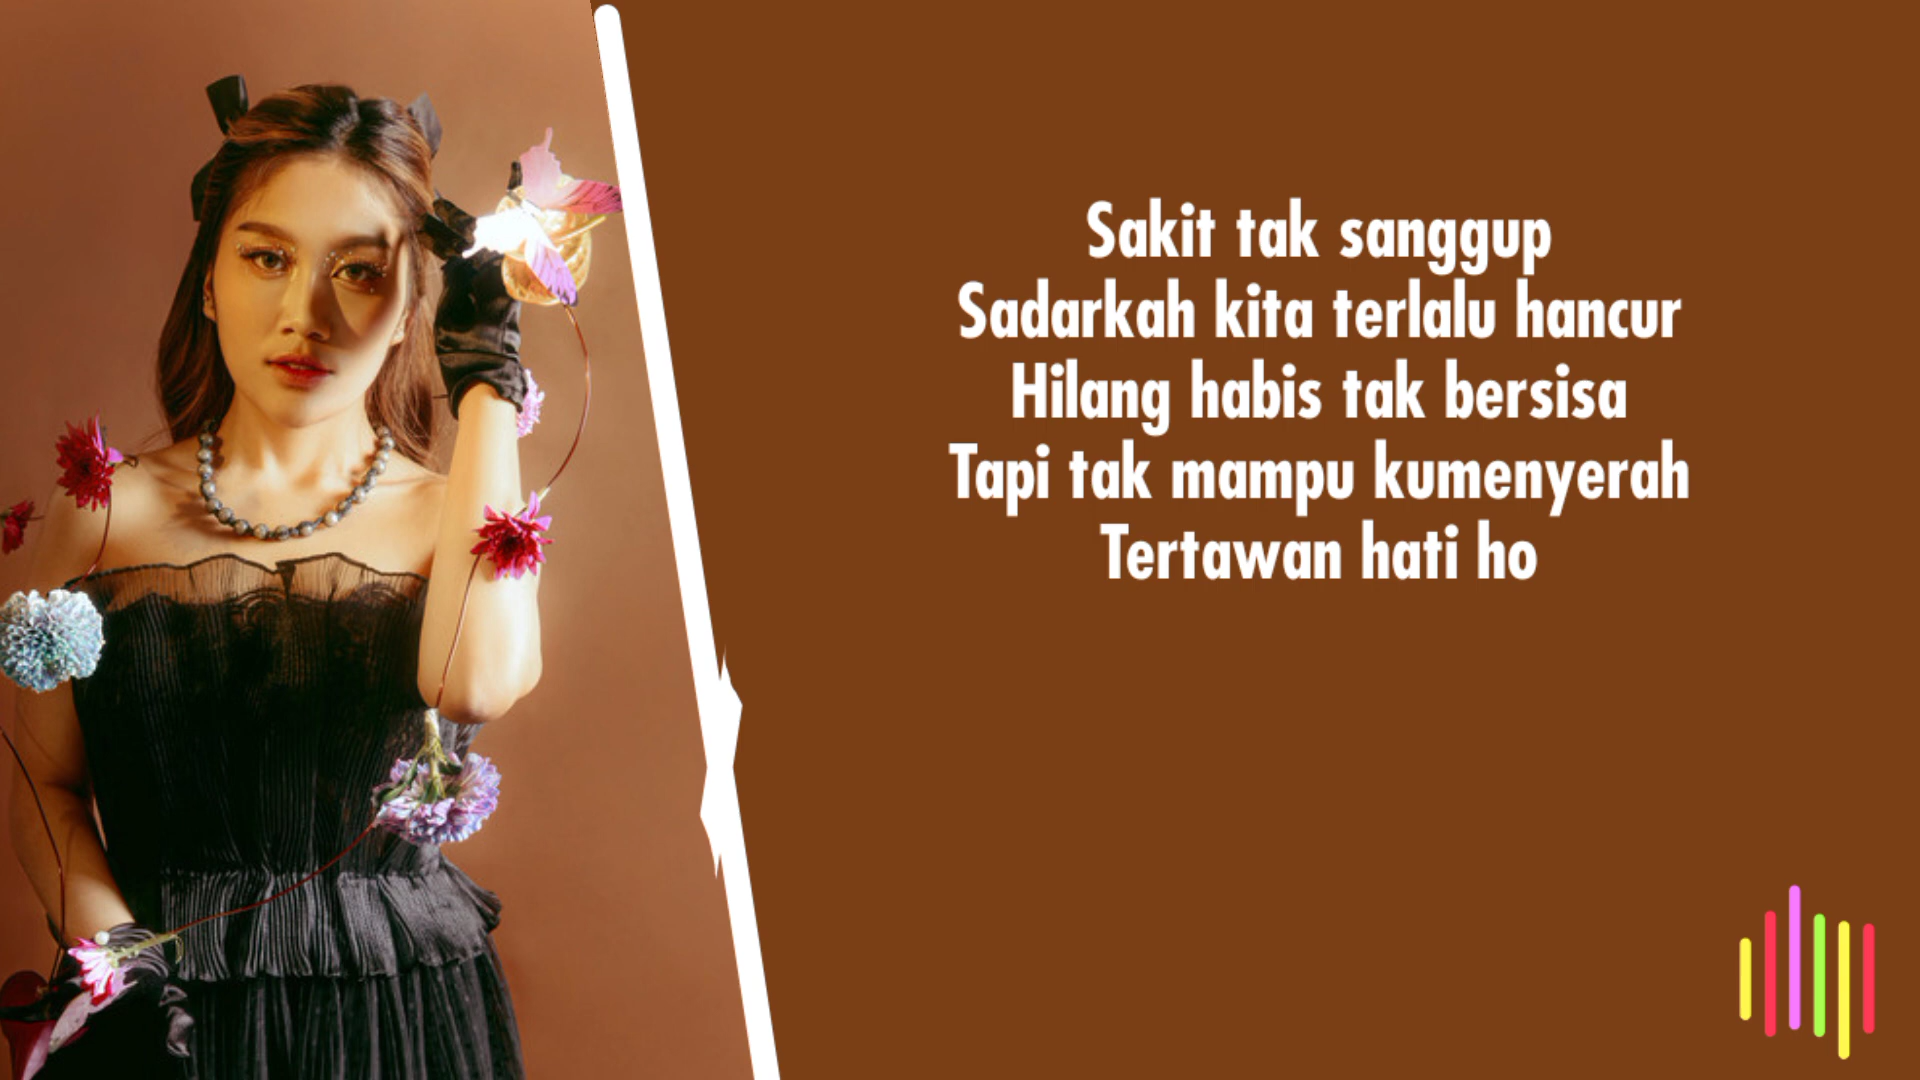 Sakit tak sanggup
Sadarkah kita terlalu hancur
Hilang habis tak bersisa
Tapi tak mampu kumenyerah
Tertawan hati ho